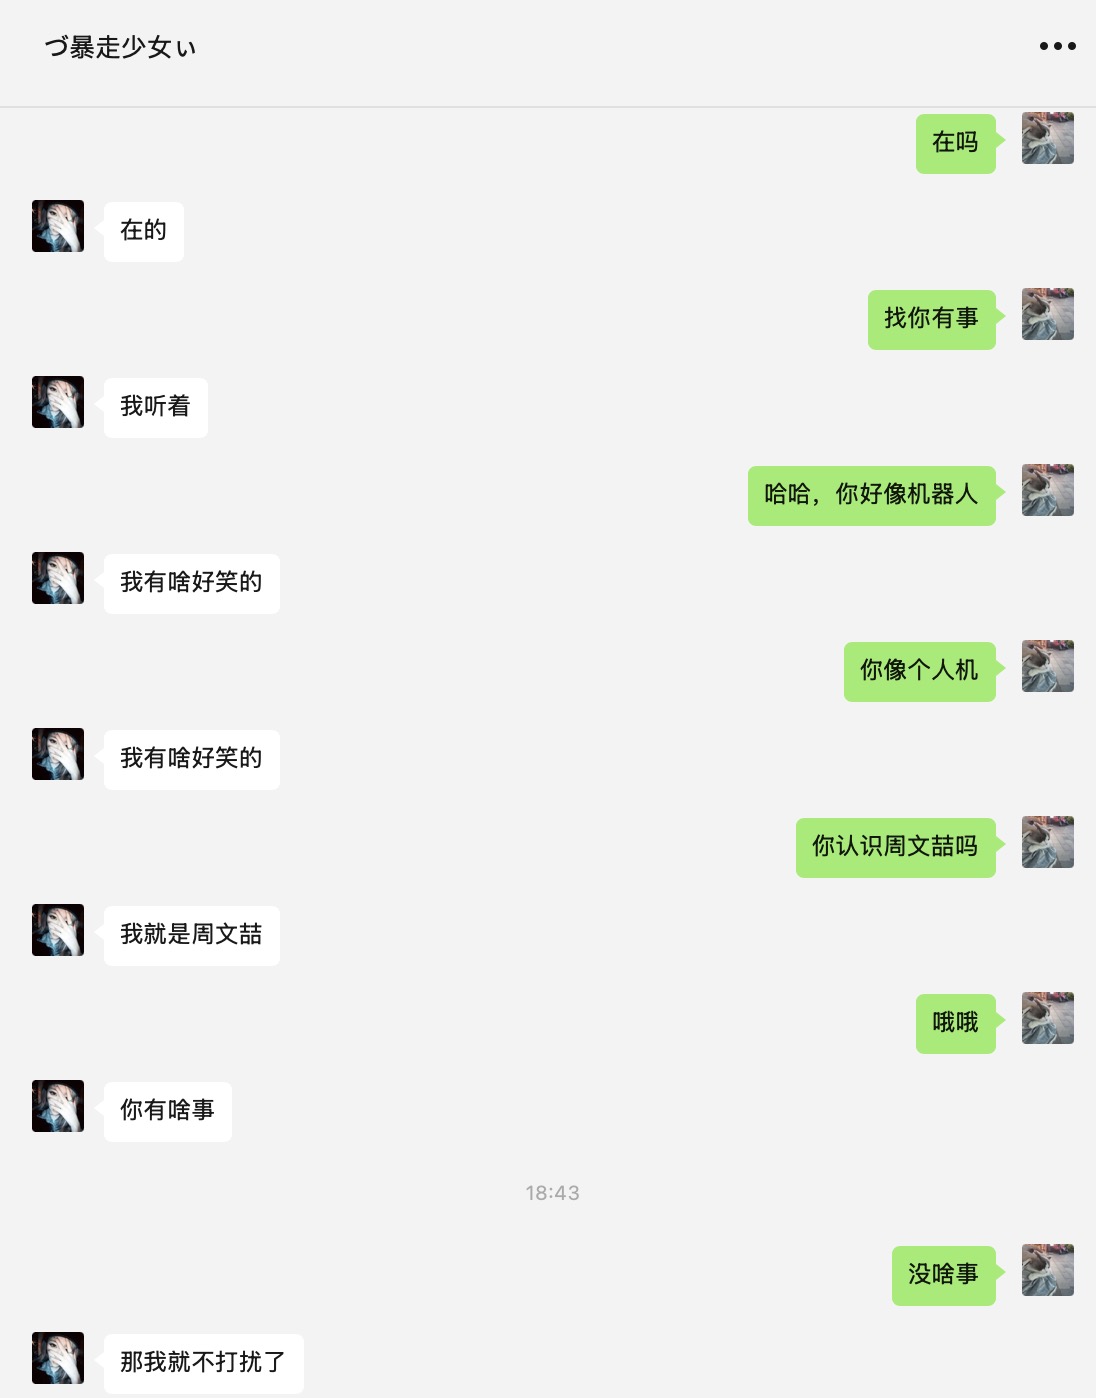 づ暴走少女ぃ
在吗
在的
找你有事
我听着
哈哈，你好像机器人
我有啥好笑的
你像个人机
我有啥好笑的
你认识周文喆吗
我就是周文喆
哦哦
你有啥事
18:43
没啥事
那我就不打扰了